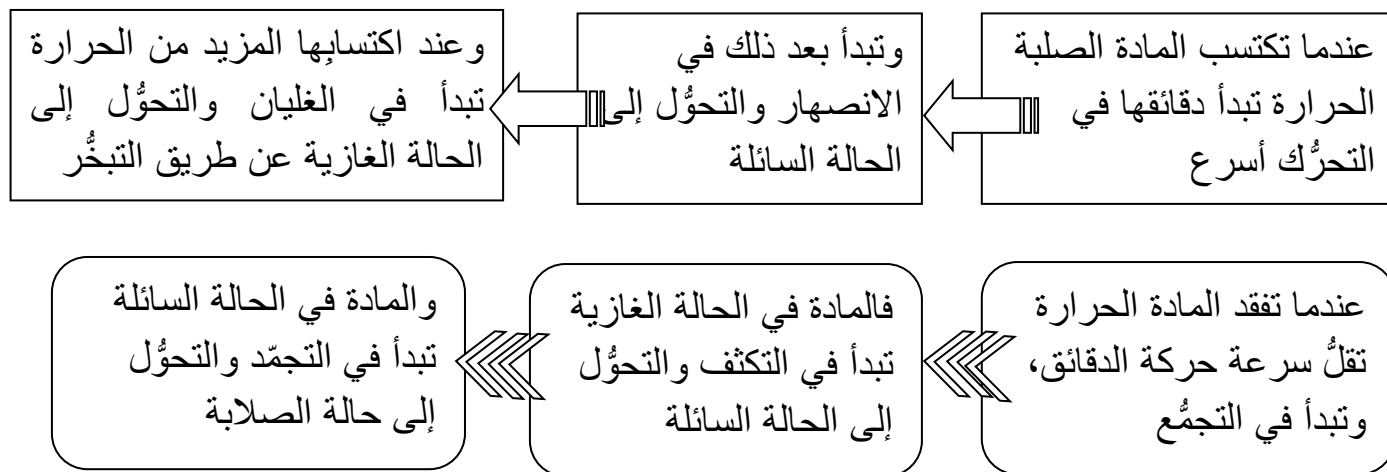 عندما تكتسب المادة الصلبة
الحرارة تبدأ دقائقها في
التحرُّك أسرع
وتبدأ بعد ذلك في
الانصهار والتحوُّل إلى
الحالة السائلة
وعند اكتسابِها المزيد من الحرارة
تبدأ في الغليان والتحوُّل إلى
الحالة الغازية عن طريق التبخُّر
عندما تفقد المادة الحرارة
تقلُّ سرعة حركة الدقائق،
وتبدأ في التجمُّع
فالمادة في الحالة الغازية
تبدأ في التكثف والتحوُّل
إلى الحالة السائلة
والمادة في الحالة السائلة
تبدأ في التجمّد والتحوُّل
إلى حالة الصلابة